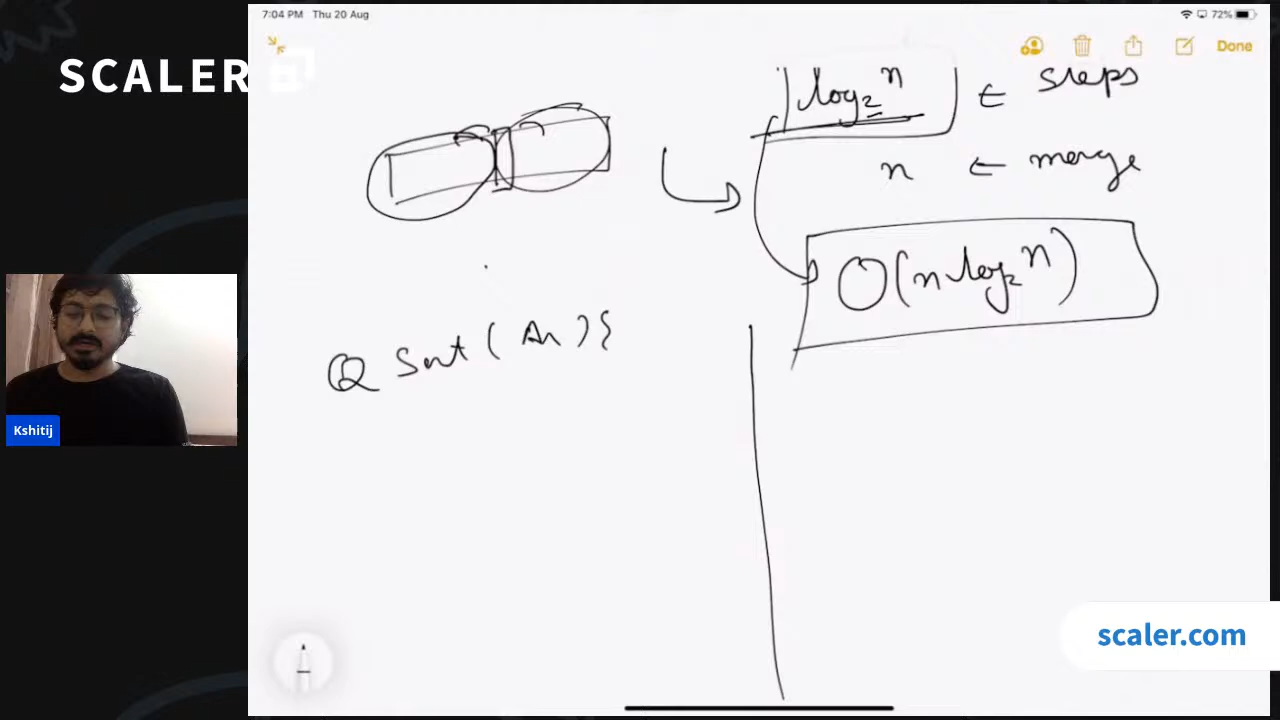 7:04 PM Thu 20 Aug
72%
SCALER
Done
log₂ n ← steps
n ← merge
O(n log₂ n)
Q Sort ( Arr ) {
Kshitij
scaler.com